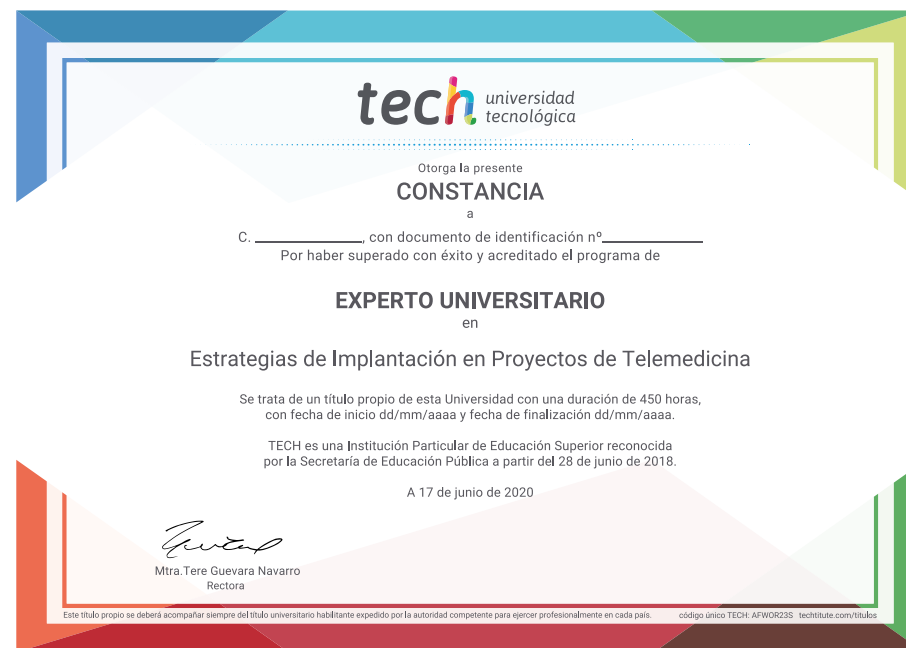 tech universidad
tecnológica
Otorga la presente
CONSTANCIA
a
C. ____________, con documento de identificación nº____________
Por haber superado con éxito y acreditado el programa de
EXPERTO UNIVERSITARIO
en
Estrategias de Implantación en Proyectos de Telemedicina
Se trata de un título propio de esta Universidad con una duración de 450 horas,
con fecha de inicio dd/mm/aaaa y fecha de finalización dd/mm/aaaa.
TECH es una Institución Particular de Educación Superior reconocida
por la Secretaría de Educación Pública a partir del 28 de junio de 2018.
A 17 de junio de 2020
Mtra.Tere Guevara Navarro
Rectora
Este título propio se deberá acompañar siempre del título universitario habilitante expedido por la autoridad competente para ejercer profesionalmente en cada país. código único TECH: AFWOR23S techtitute.com/titulos